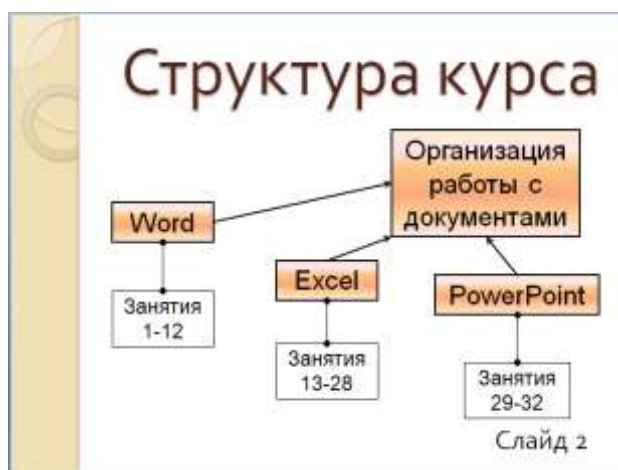 Структура курса
Организация
работы с
документами
Word
Excel
PowerPoint
Занятия
1-12
Занятия
13-28
Занятия
29-32
Слайд 2